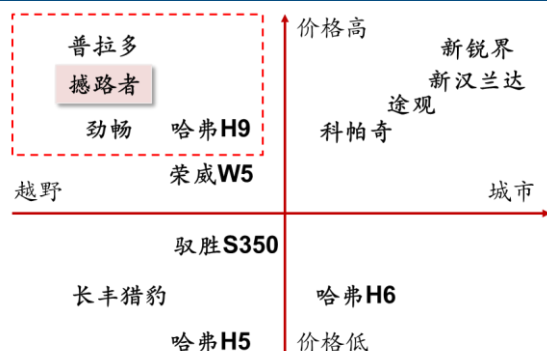 价格高
普拉多
新锐界
撼路者
新汉兰达
途观
劲畅
哈弗H9
科帕奇
荣威W5
越野
城市
驭胜S350
长丰猎豹
哈弗H6
哈弗H5
价格低